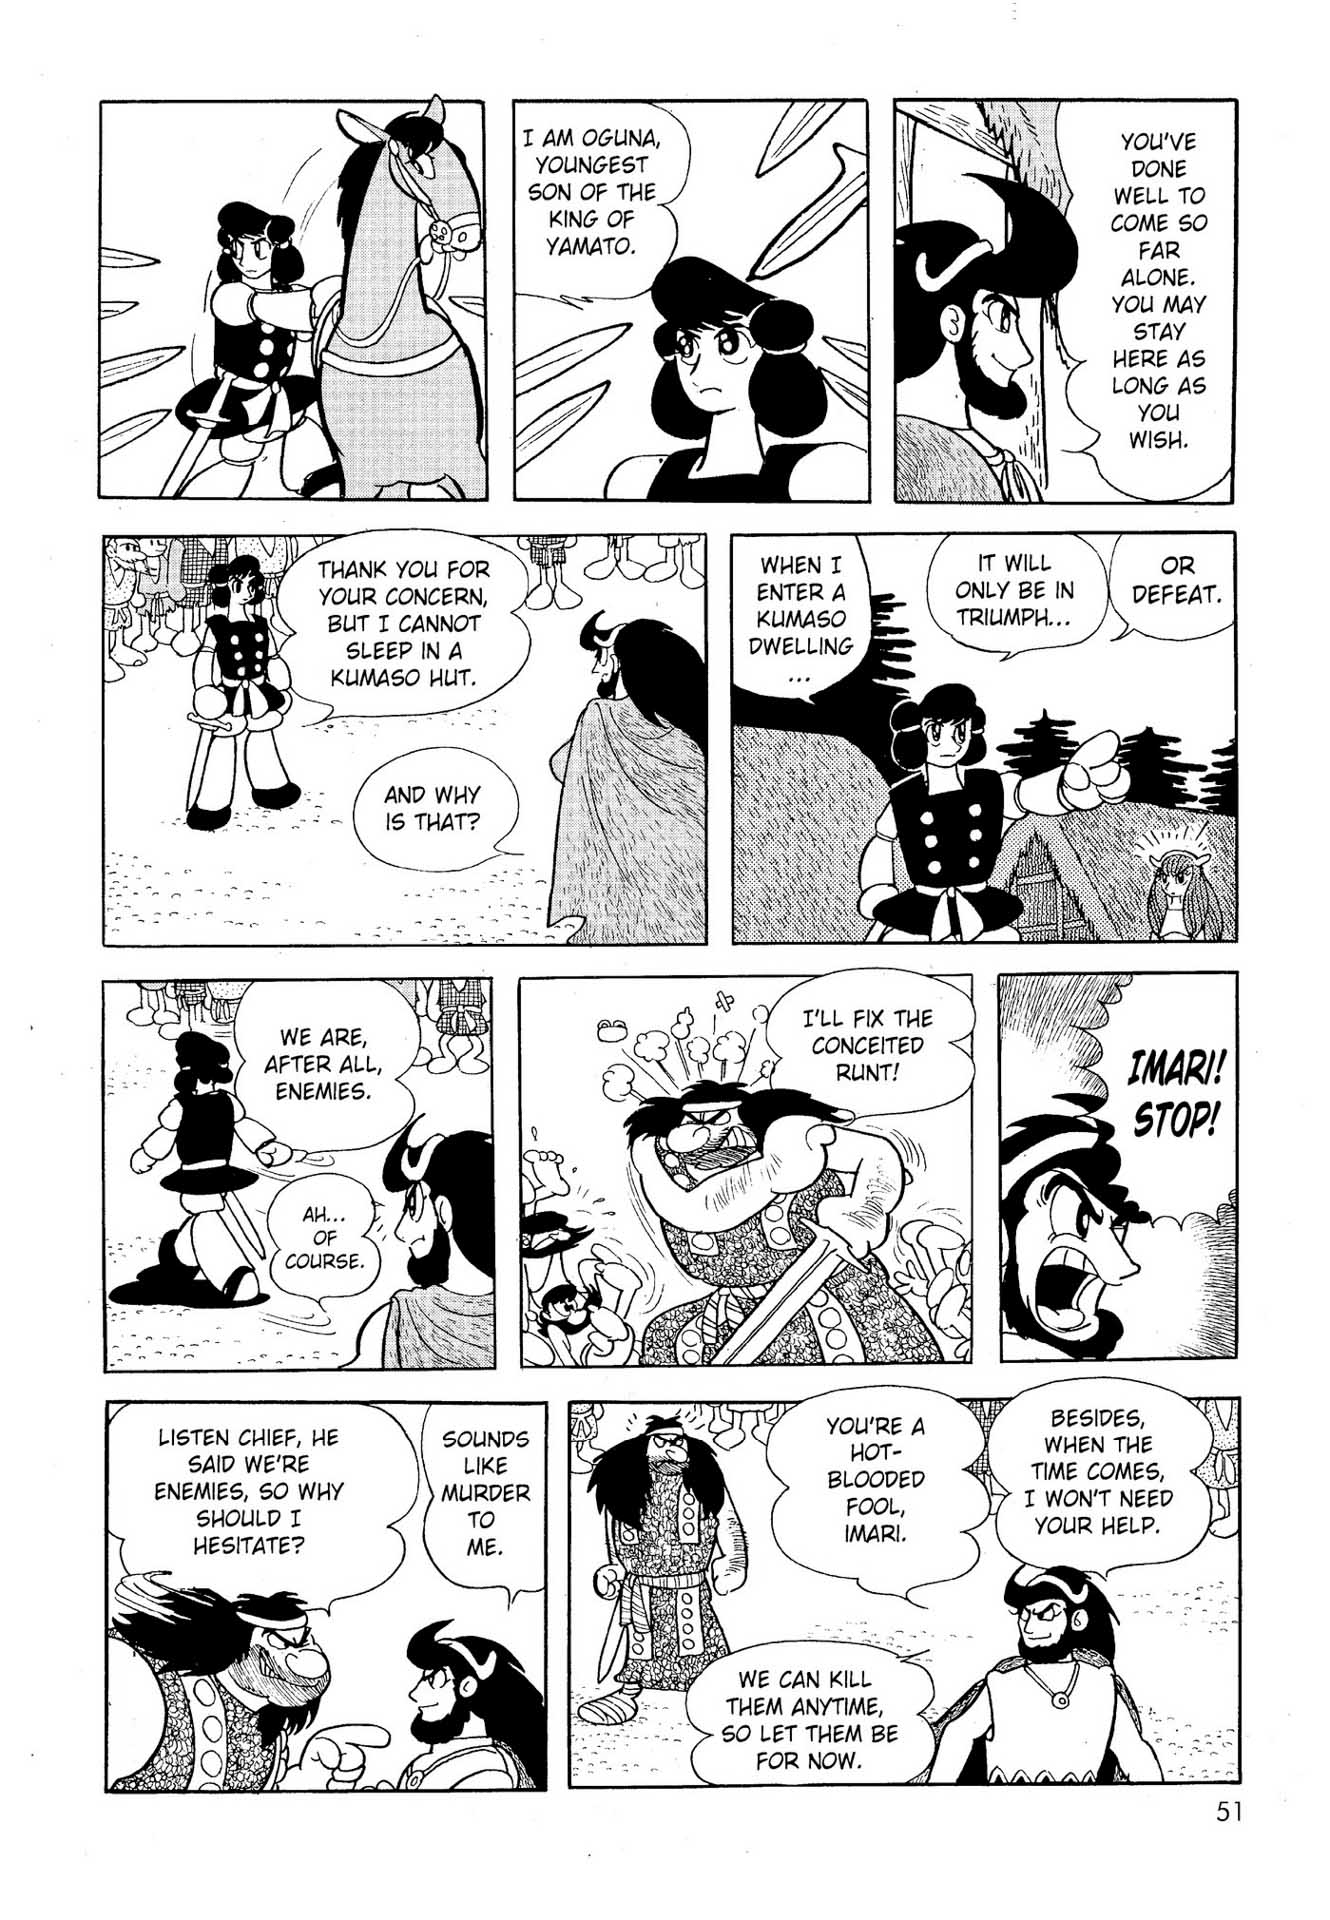 I AM OGUNA,
YOUNGEST
SON OF THE
KING OF
YAMATO.
YOU'VE
DONE
WELL TO
COME SO
FAR
ALONE.
YOU MAY
STAY
HERE AS
LONG AS
YOU
WISH.
THANK YOU FOR
YOUR CONCERN,
BUT I CANNOT
SLEEP IN A
KUMASO HUT.
AND WHY
IS THAT?
WHEN I
ENTER A
KUMASO
DWELLING
...
IT WILL
ONLY BE IN
TRIUMPH...
OR
DEFEAT.
WE ARE,
AFTER ALL,
ENEMIES.
AH...
OF
COURSE.
I'LL FIX THE
CONCEITED
RUNT!
IMARI!
STOP!
LISTEN CHIEF, HE
SAID WE'RE
ENEMIES, SO WHY
SHOULD I
HESITATE?
SOUNDS
LIKE
MURDER
TO
ME.
YOU'RE A
HOT-
BLOODED
FOOL,
IMARI.
BESIDES,
WHEN THE
TIME COMES,
I WON'T NEED
YOUR HELP.
WE CAN KILL
THEM ANYTIME,
SO LET THEM BE
FOR NOW.
51